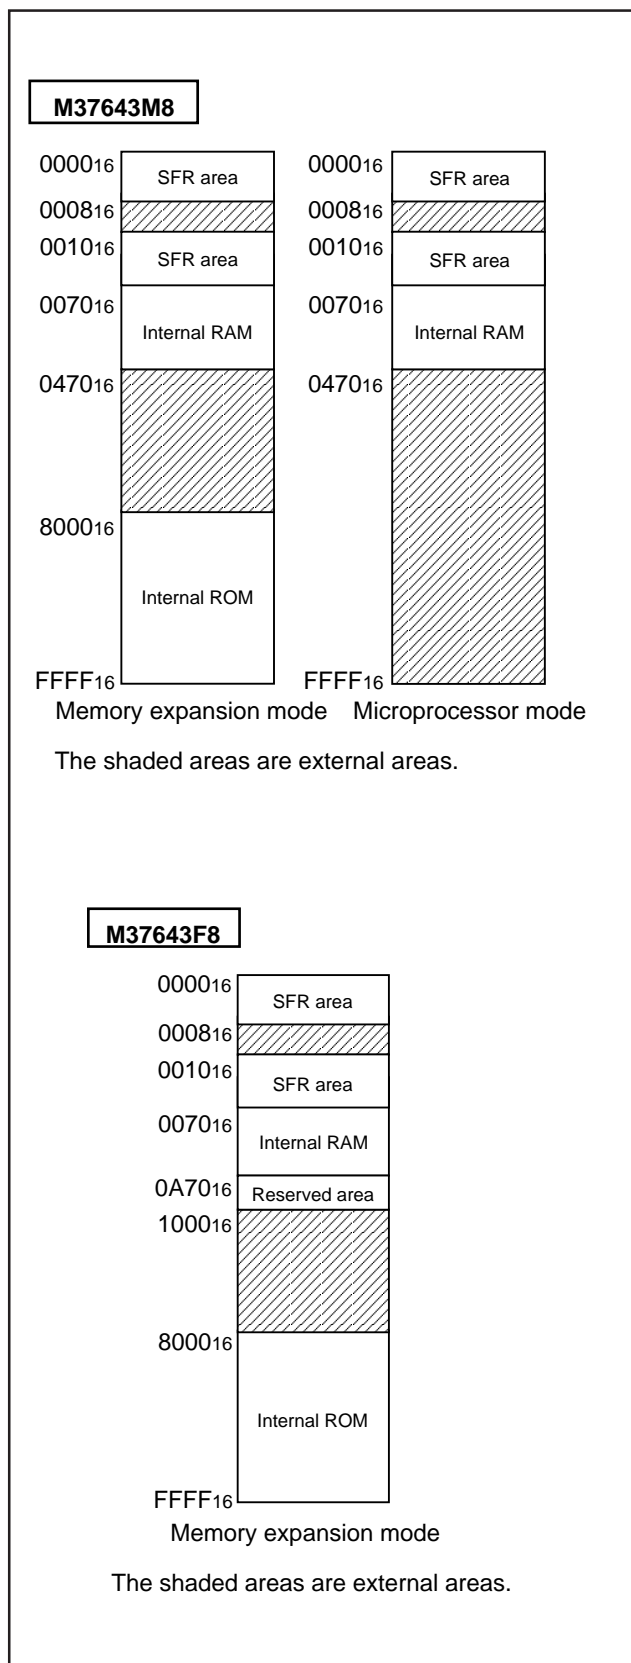 M37643M8
000016 SFR area 000016 SFR area
000816 000816
001016 SFR area 001016 SFR area
007016 Internal RAM 007016 Internal RAM
047016 047016
800016
Internal ROM
FFFF16 FFFF16
Memory expansion mode Microprocessor mode
The shaded areas are external areas.
M37643F8
000016 SFR area
000816
001016 SFR area
007016 Internal RAM
0A7016 Reserved area
100016
800016
Internal ROM
FFFF16
Memory expansion mode
The shaded areas are external areas.